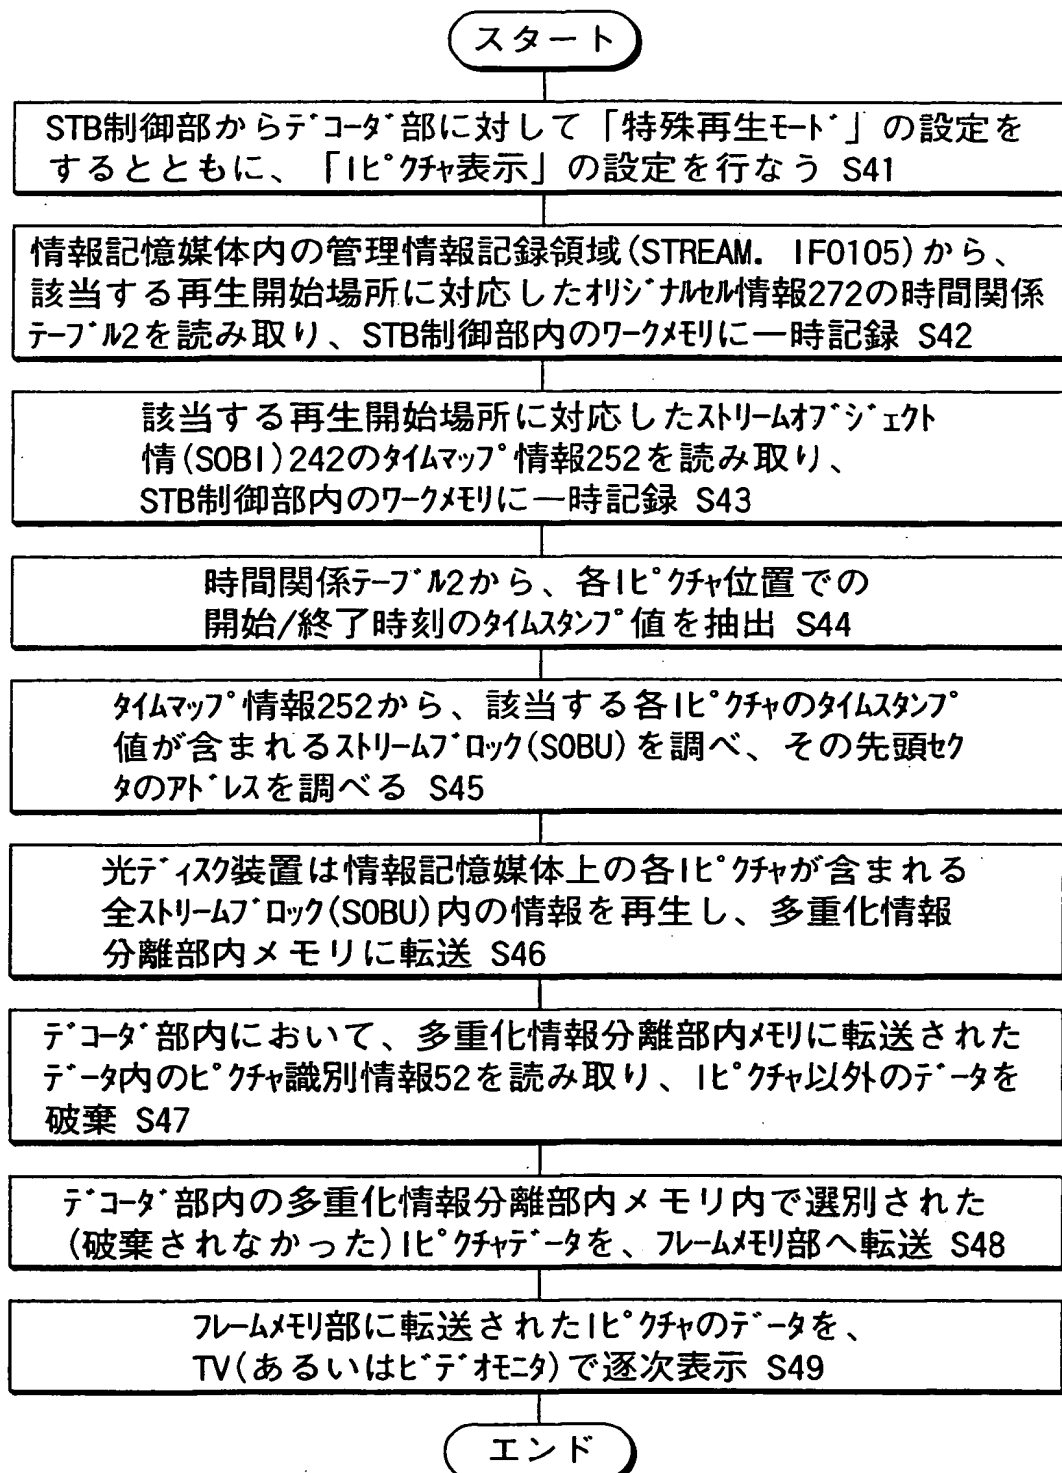 スタート
STB制御部からﾃﾞｺｰﾀﾞ部に対して「特殊再生ﾓｰﾄﾞ」の設定を
するとともに、「Iﾋﾟｸﾁｬ表示」の設定を行なう S41
情報記憶媒体内の管理情報記録領域(STREAM. IFO105)から、
該当する再生開始場所に対応したｵﾘｼﾞﾅﾙｾﾙ情報272の時間関係
ﾃｰﾌﾞﾙ2を読み取り、STB制御部内のﾜｰｸﾒﾓﾘに一時記録 S42
該当する再生開始場所に対応したｽﾄﾘｰﾑｵﾌﾞｼﾞｪｸﾄ
情(SOBI)242のﾀｲﾑﾏｯﾌﾟ情報252を読み取り、
STB制御部内のﾜｰｸﾒﾓﾘに一時記録 S43
時間関係ﾃｰﾌﾞﾙ2から、各Iﾋﾟｸﾁｬ位置での
開始/終了時刻のﾀｲﾑｽﾀﾝﾌﾟ値を抽出 S44
ﾀｲﾑﾏｯﾌﾟ情報252から、該当する各Iﾋﾟｸﾁｬのﾀｲﾑｽﾀﾝﾌﾟ
値が含まれるｽﾄﾘｰﾑﾌﾞﾛｯｸ(SOBU)を調べ、その先頭ｾｸ
ﾀのｱﾄﾞﾚｽを調べる S45
光ﾃﾞｨｽｸ装置は情報記憶媒体上の各Iﾋﾟｸﾁｬが含まれる
全ｽﾄﾘｰﾑﾌﾞﾛｯｸ(SOBU)内の情報を再生し、多重化情報
分離部内メモリに転送 S46
ﾃﾞｺｰﾀﾞ部内において、多重化情報分離部内ﾒﾓﾘに転送された
ﾃﾞｰﾀ内のﾋﾟｸﾁｬ識別情報52を読み取り、Iﾋﾟｸﾁｬ以外のﾃﾞｰﾀを
破棄 S47
ﾃﾞｺｰﾀﾞ部内の多重化情報分離部内メモリ内で選別された
(破棄されなかった)Iﾋﾟｸﾁｬﾃﾞｰﾀを、ﾌﾚｰﾑﾒﾓﾘ部へ転送 S48
ﾌﾚｰﾑﾒﾓﾘ部に転送されたIﾋﾟｸﾁｬのﾃﾞｰﾀを、
TV(あるいはﾋﾞﾃﾞｵﾓﾆﾀ)で逐次表示 S49
エンド